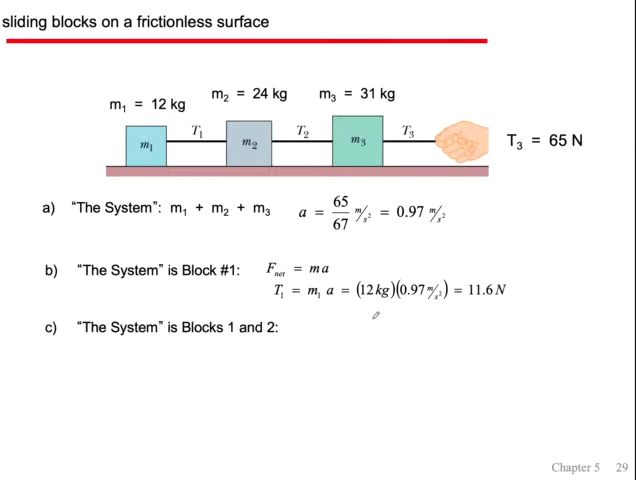 sliding blocks on a frictionless surface
m₁ = 12 kg
m₂ = 24 kg
m₃ = 31 kg
m₁ T₁ m₂ T₂ m₃ T₃
T₃ = 65 N
a) “The System”: m₁ + m₂ + m₃ a = 65/67 m/s² = 0.97 m/s²
b) “The System” is Block #1: F_net = m a
T₁ = m₁ a = (12 kg)(0.97 m/s²) = 11.6 N
c) “The System” is Blocks 1 and 2:
Chapter 5 29